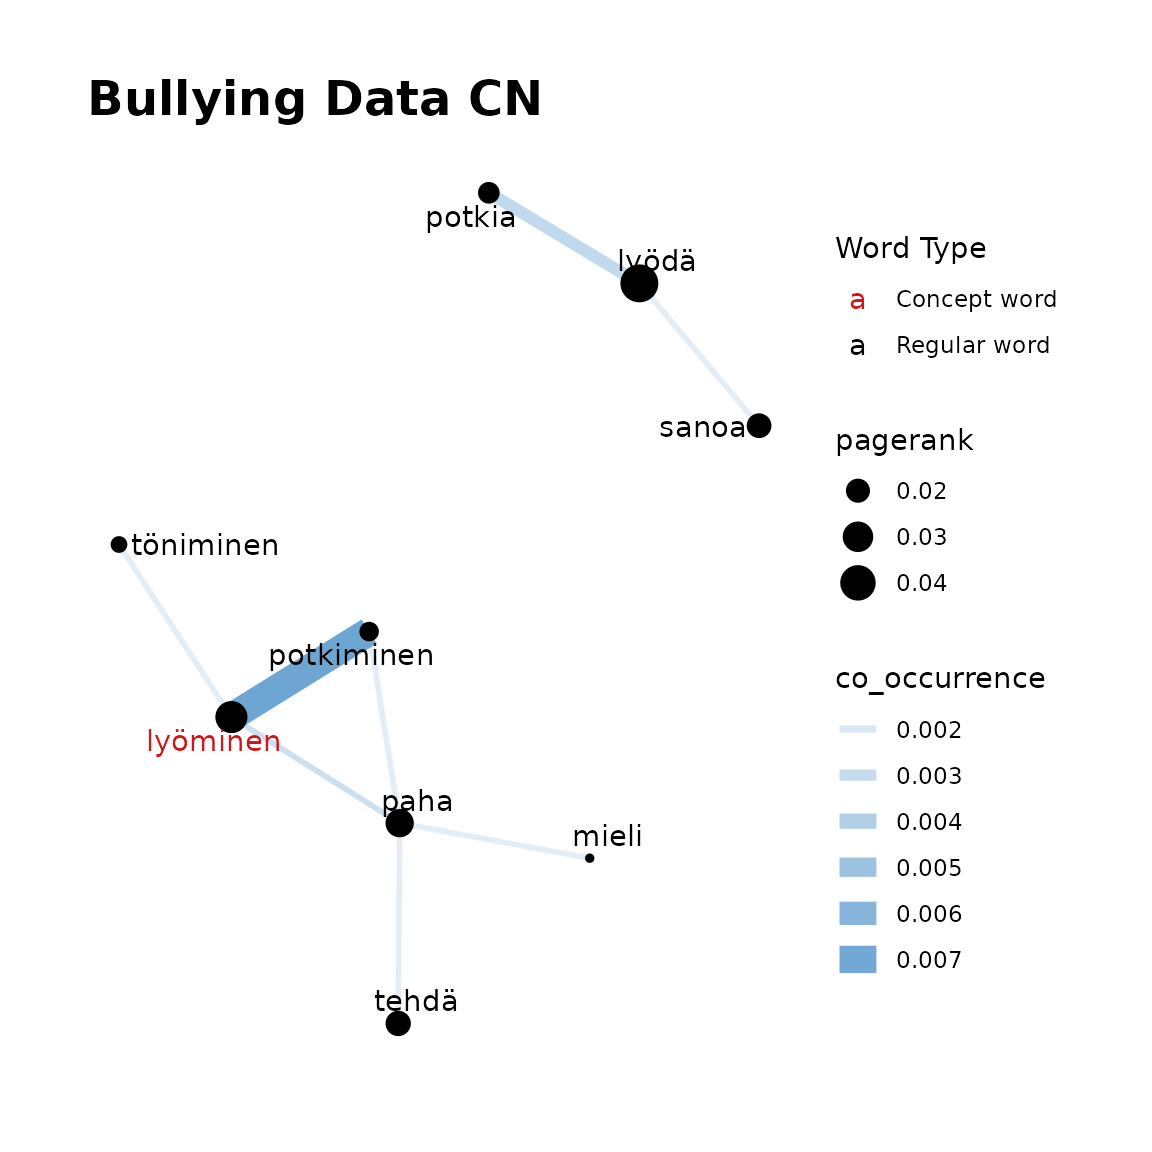 Bullying Data CN
potkia
lyödä
sanoa
töniminen
potkiminen
lyöminen
paha
mieli
tehdä
Word Type
a Concept word
a Regular word
pagerank
0.02
0.03
0.04
co_occurrence
0.002
0.003
0.004
0.005
0.006
0.007